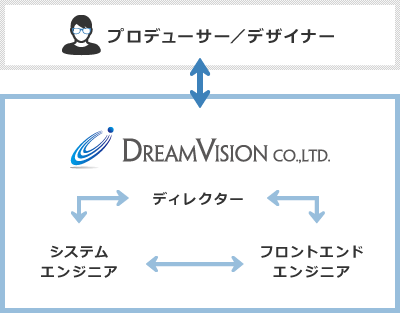 プロデューサー／デザイナー
DREAMVISION CO.,LTD.
ディレクター
システム
エンジニア
フロントエンド
エンジニア